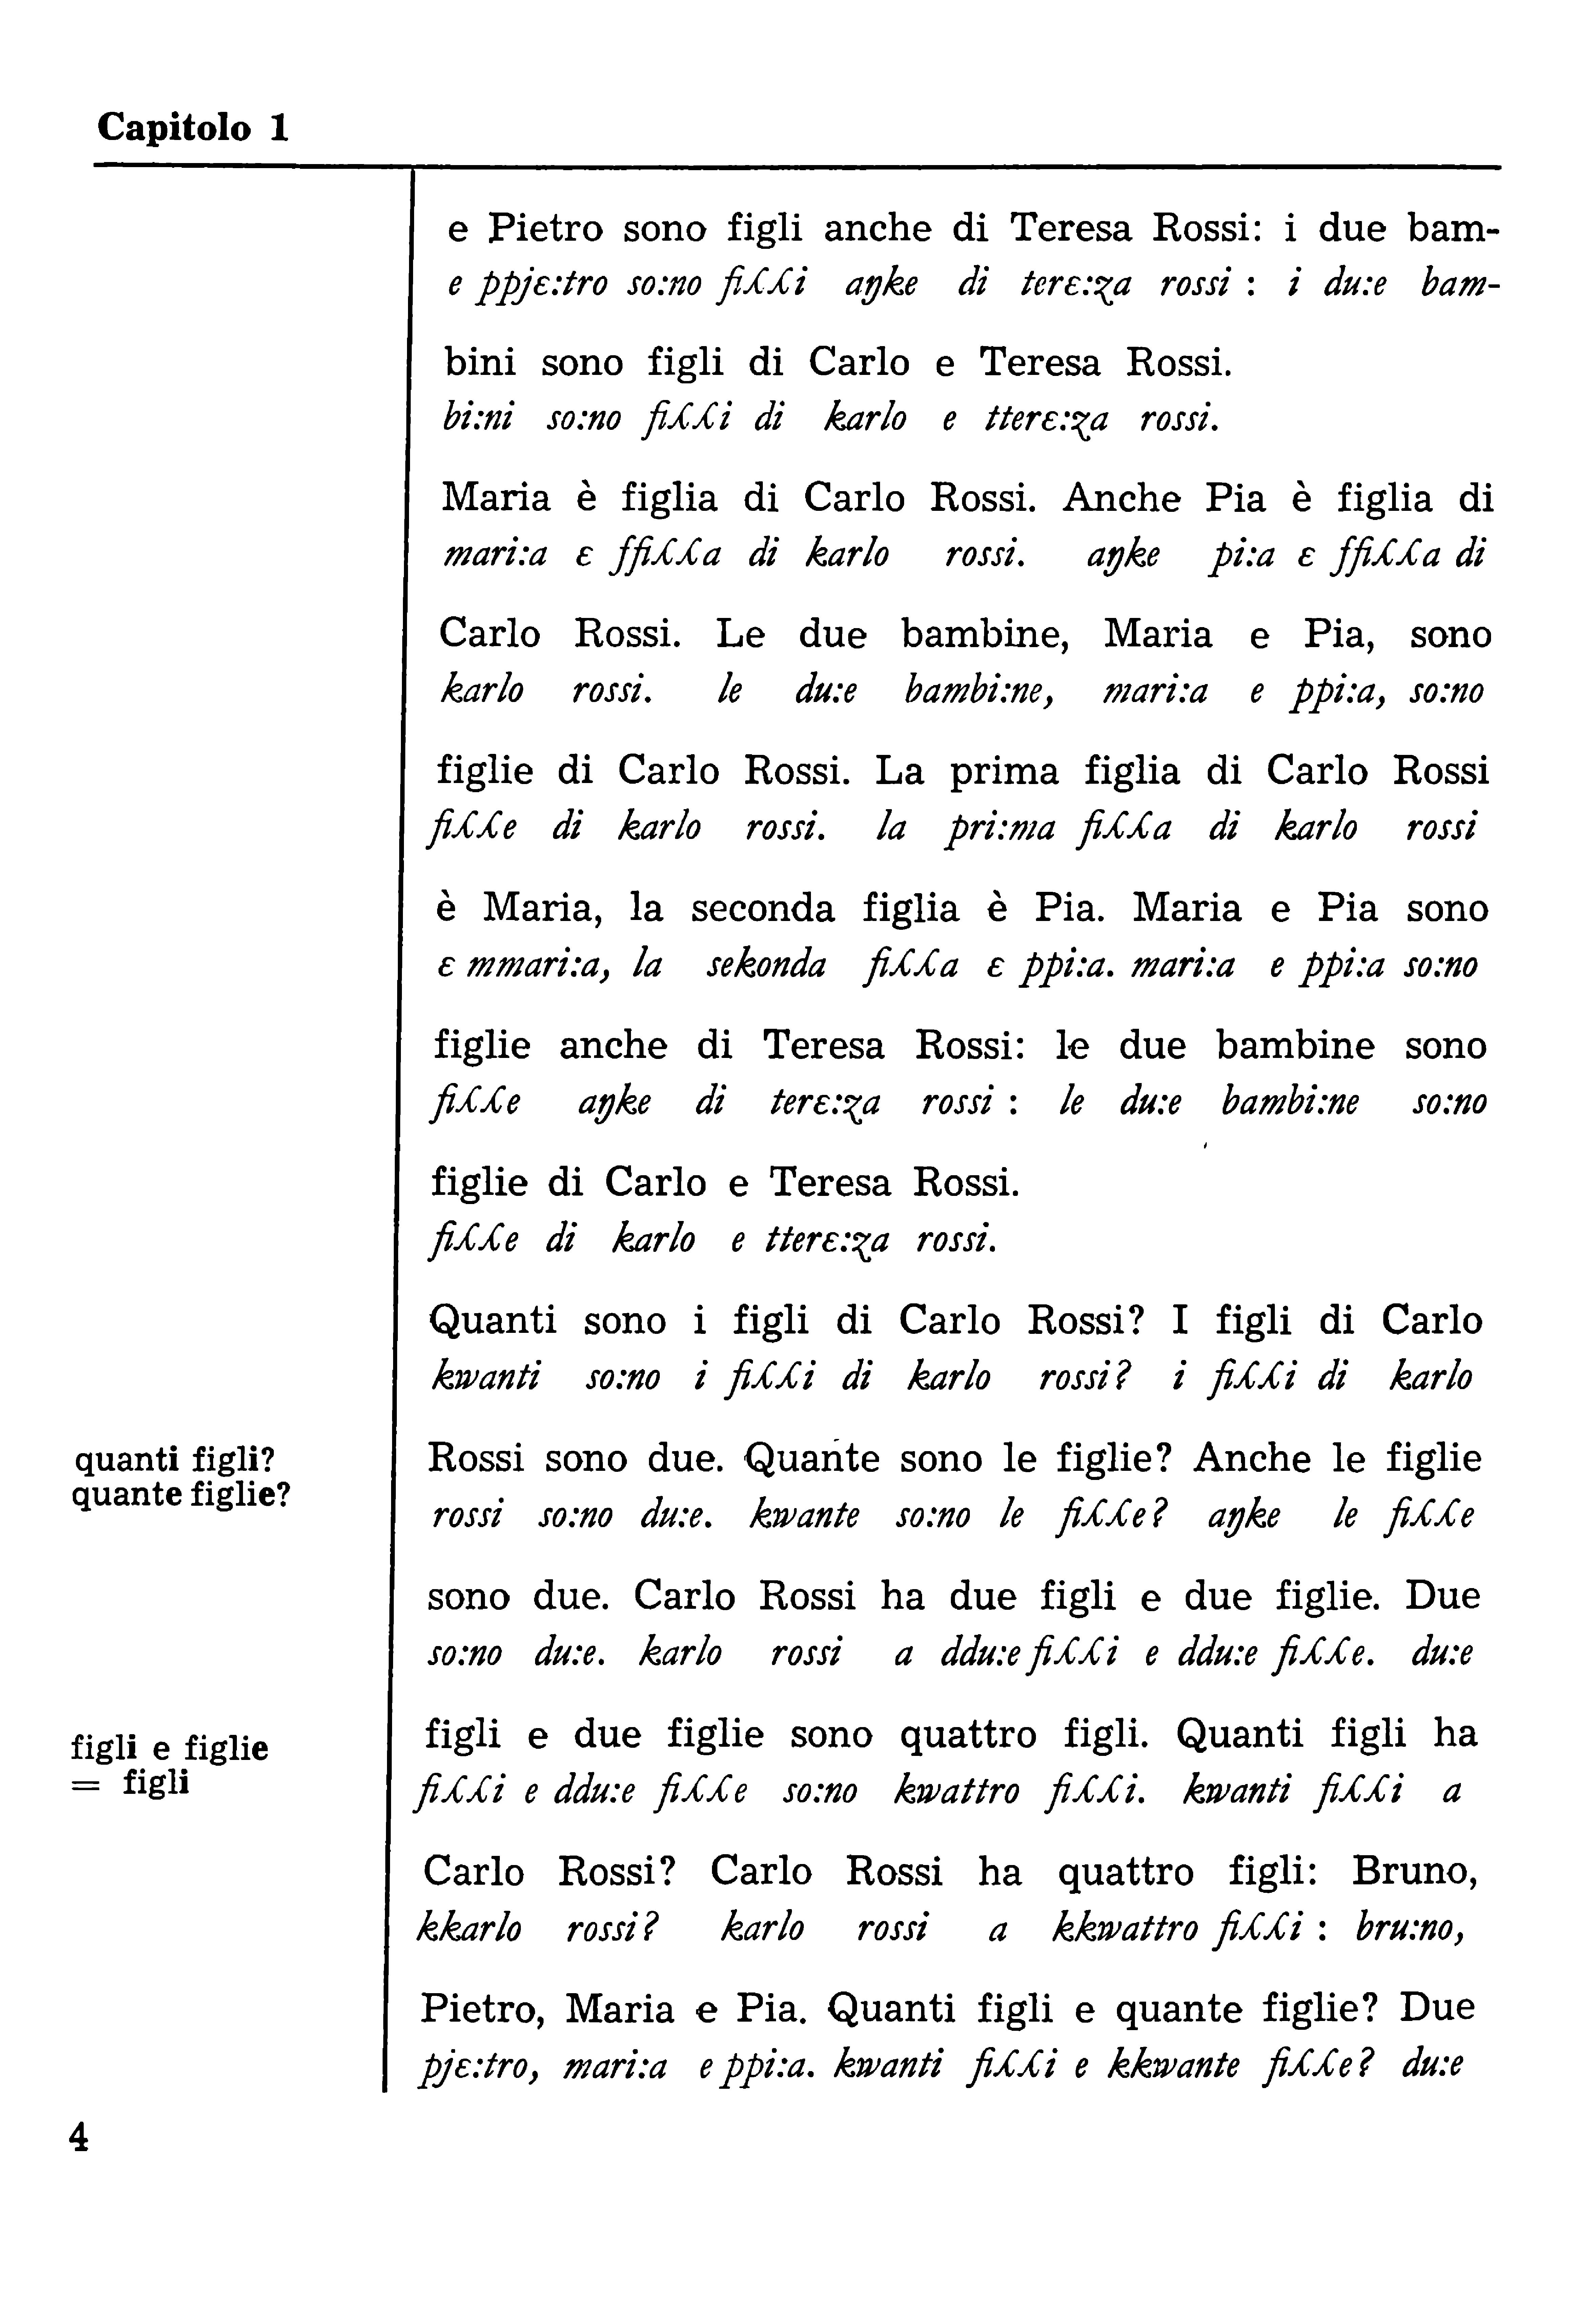 Capitolo 1
e Pietro sono figli anche di Teresa Rossi: i due bam-
e ppjɛ:tro so:no fiʎʎi aŋke di terɛ:ʐa rossi : i du:e bam-
bini sono figli di Carlo e Teresa Rossi.
bi:ni so:no fiʎʎi di karlo e tterɛ:ʐa rossi.
Maria è figlia di Carlo Rossi. Anche Pia è figlia di
mari:a ɛ ffiʎʎa di karlo rossi. aŋke pi:a ɛ ffiʎʎa di
Carlo Rossi. Le due bambine, Maria e Pia, sono
karlo rossi. le du:e bambi:ne, mari:a e ppi:a, so:no
figlie di Carlo Rossi. La prima figlia di Carlo Rossi
fiʎʎe di karlo rossi. la pri:ma fiʎʎa di karlo rossi
è Maria, la seconda figlia è Pia. Maria e Pia sono
ɛ mmari:a, la sekonda fiʎʎa ɛ ppi:a. mari:a e ppi:a so:no
figlie anche di Teresa Rossi: le due bambine sono
fiʎʎe aŋke di terɛ:ʐa rossi : le du:e bambi:ne so:no
figlie di Carlo e Teresa Rossi.
fiʎʎe di karlo e tterɛ:ʐa rossi.
Quanti sono i figli di Carlo Rossi? I figli di Carlo
kwanti so:no i fiʎʎi di karlo rossi? i fiʎʎi di karlo
quanti figli?
quante figlie?
Rossi sono due. Quante sono le figlie? Anche le figlie
rossi so:no du:e. kwante so:no le fiʎʎe? aŋke le fiʎʎe
sono due. Carlo Rossi ha due figli e due figlie. Due
so:no du:e. karlo rossi a ddu:e fiʎʎi e ddu:e fiʎʎe. du:e
figli e figlie
= figli
figli e due figlie sono quattro figli. Quanti figli ha
fiʎʎi e ddu:e fiʎʎe so:no kwattro fiʎʎi. kwanti fiʎʎi a
Carlo Rossi? Carlo Rossi ha quattro figli: Bruno,
kkarlo rossi? karlo rossi a kkwattro fiʎʎi : bru:no,
Pietro, Maria e Pia. Quanti figli e quante figlie? Due
pjɛ:tro, mari:a e ppi:a. kwanti fiʎʎi e kkwante fiʎʎe? du:e
4